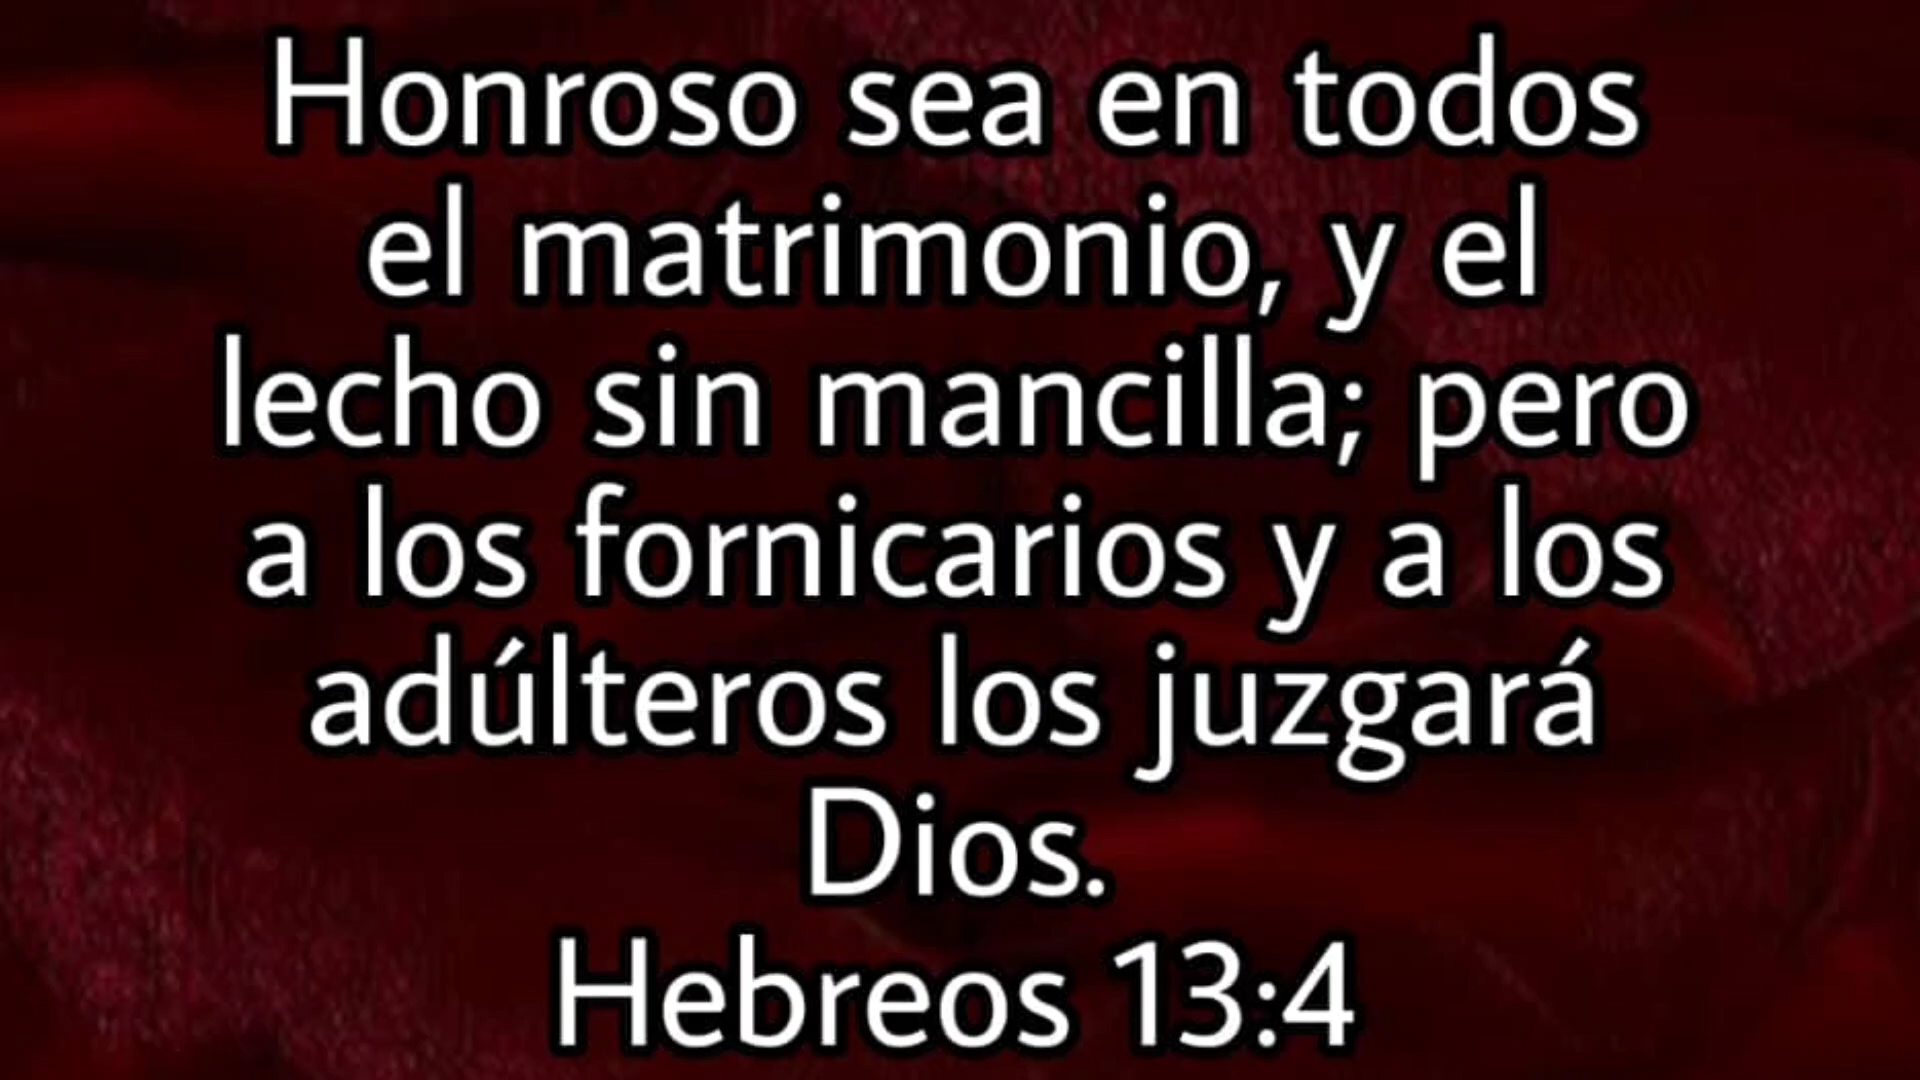 Honroso sea en todos
el matrimonio, y el
lecho sin mancilla; pero
a los fornicarios y a los
adúlteros los juzgará
Dios.
Hebreos 13:4